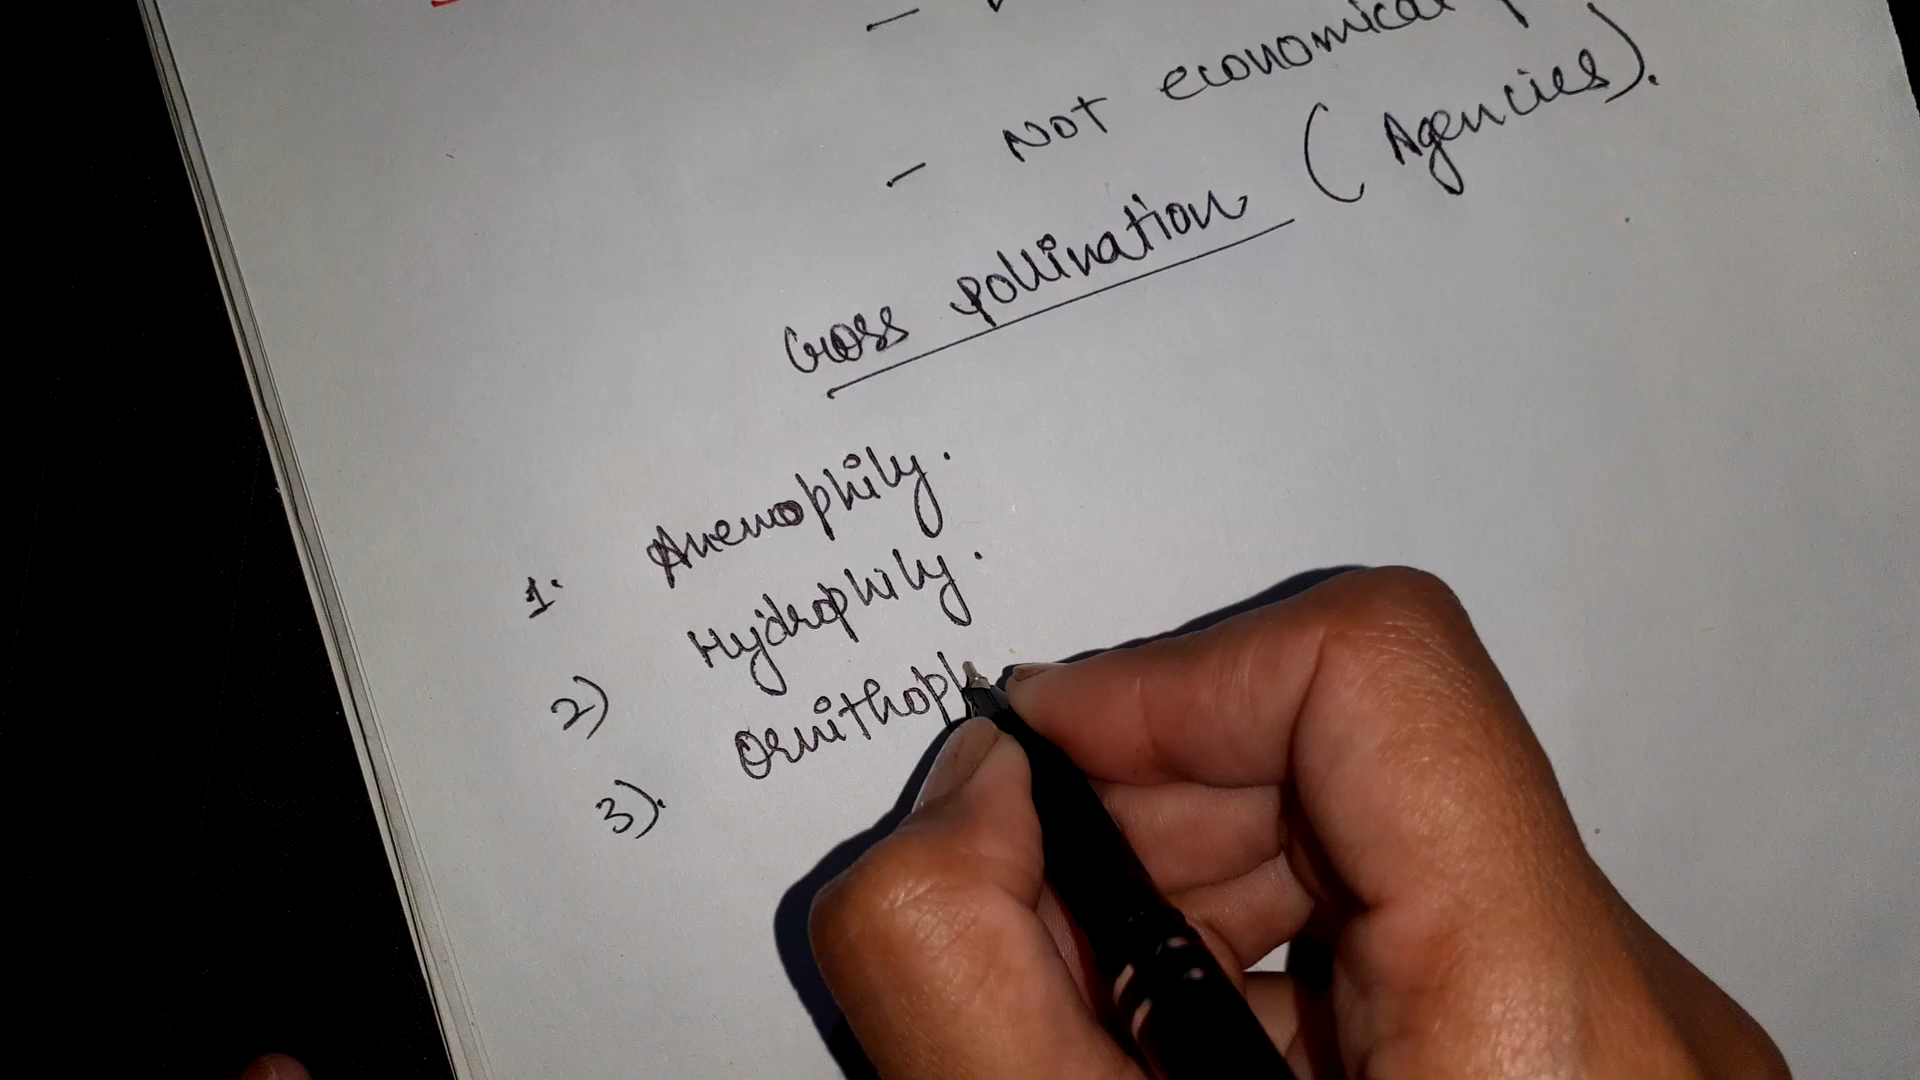 -
- Not economical
Cross pollination (Agencies).
1. Anemophily.
2) Hydrophily.
3). Ornithoph